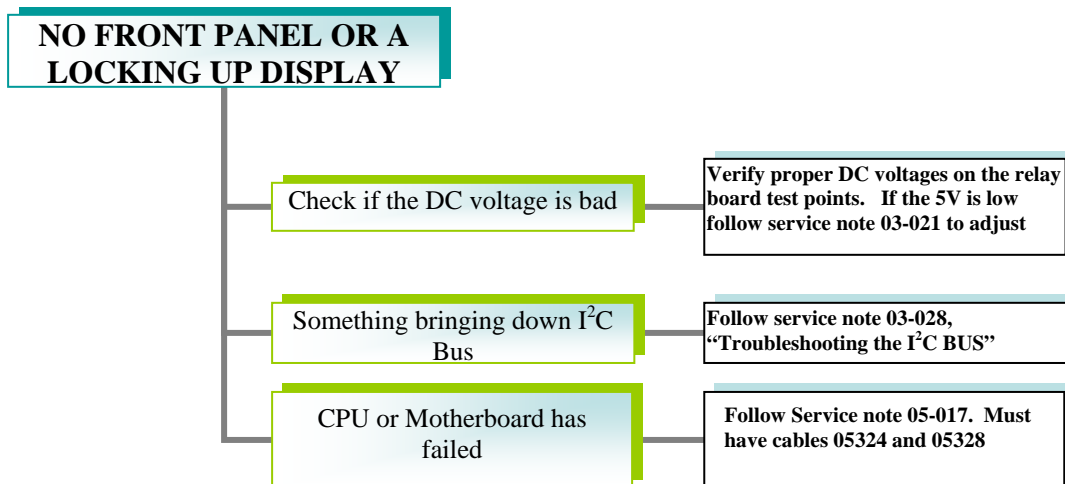 NO FRONT PANEL OR A
LOCKING UP DISPLAY
Check if the DC voltage is bad
Verify proper DC voltages on the relay
board test points.   If the 5V is low
follow service note 03-021 to adjust
Something bringing down I²C
Bus
Follow service note 03-028,
“Troubleshooting the I²C BUS”
CPU or Motherboard has
failed
Follow Service note 05-017.  Must
have cables 05324 and 05328